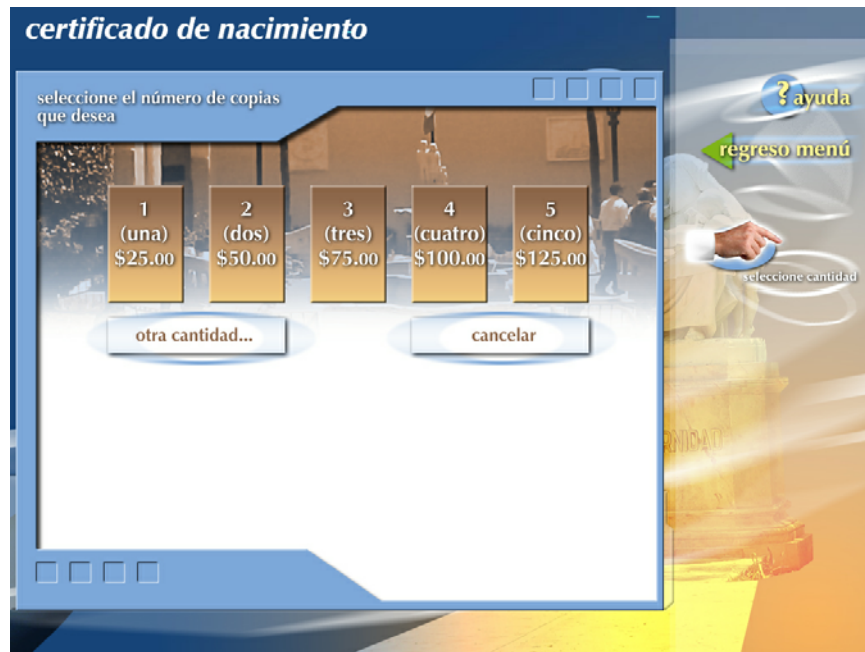 certificado de nacimiento
seleccione el número de copias
que desea
? ayuda
regreso menú
1
(una)
$25.00
2
(dos)
$50.00
3
(tres)
$75.00
4
(cuatro)
$100.00
5
(cinco)
$125.00
seleccione cantidad
otra cantidad...
cancelar